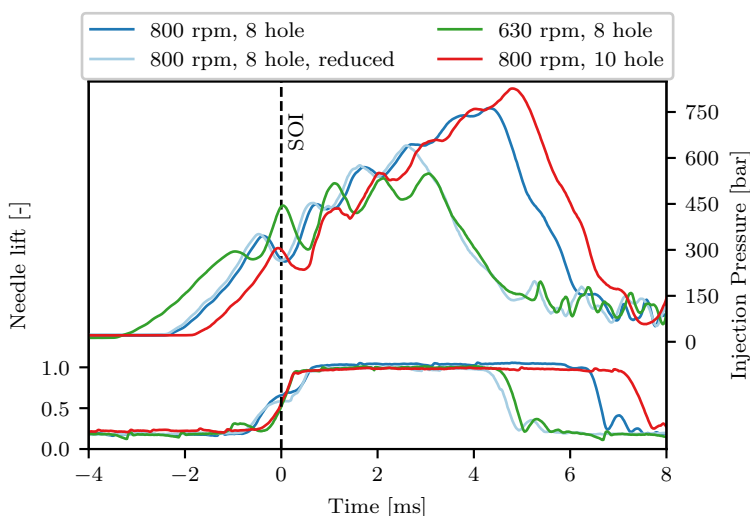 800 rpm, 8 hole
800 rpm, 8 hole, reduced
630 rpm, 8 hole
800 rpm, 10 hole
SOI
Needle lift [-]
1.0
0.5
0.0
750
600
450
300
150
0
Injection Pressure [bar]
−4
−2
0
2
4
6
8
Time [ms]